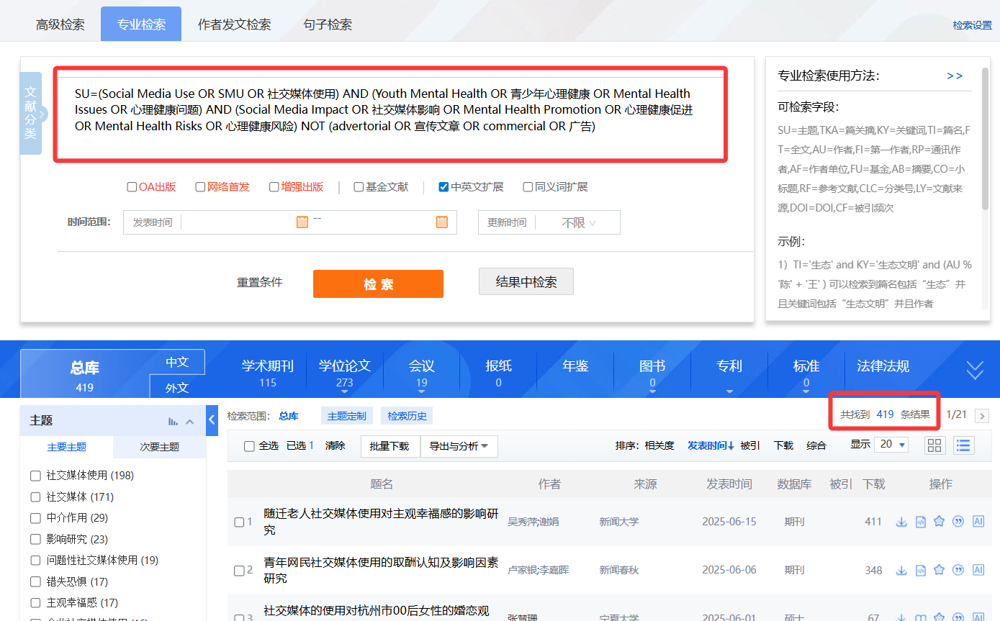 高级检索 专业检索 作者发文检索 句子检索 检索设置
文献分类
SU=(Social Media Use OR SMU OR 社交媒体使用) AND (Youth Mental Health OR 青少年心理健康 OR Mental Health
Issues OR 心理健康问题) AND (Social Media Impact OR 社交媒体影响 OR Mental Health Promotion OR 心理健康促进
OR Mental Health Risks OR 心理健康风险) NOT (advertorial OR 宣传文章 OR commercial OR 广告)
OA出版 网络首发 增强出版 基金文献 中英文扩展 同义词扩展
时间范围: 发表时间 -- 更新时间 不限
重置条件 检索 结果中检索
专业检索使用方法: >>
可检索字段:
SU=主题,TKA=篇关摘,KY=关键词,TI=篇名,F
T=全文,AU=作者,FI=第一作者,RP=通讯作
者,AF=作者单位,FU=基金,AB=摘要,CO=小
标题,RF=参考文献,CLC=分类号,LY=文献来
源,DOI=DOI,CF=被引频次
示例:
1) TI='生态' and KY='生态文明' and (AU %
'陈' + '王' ) 可以检索到篇名包括“生态”并
且关键词包括“生态文明”并且作者
总库 中文 学术期刊 学位论文 会议 报纸 年鉴 图书 专利 标准 法律法规
419 外文 115 273 19 0 0 0
主题
主要主题 次要主题
社交媒体使用 (198)
社交媒体 (171)
中介作用 (29)
影响研究 (23)
问题性社交媒体使用 (19)
错失恐惧 (17)
主观幸福感 (17)
检索范围: 总库 主题定制 检索历史 共找到 419 条结果 1/21
全选 已选 1 清除 批量下载 导出与分析 排序: 相关度 发表时间↓ 被引 下载 综合 显示 20
题名 作者 来源 发表时间 数据库 被引 下载 操作
1 随迁老人社交媒体使用对主观幸福感的影响研
究 吴秀萍;谢娟 新闻大学 2025-06-15 期刊 411 AI
2 青年网民社交媒体使用的取酬认知及影响因素
研究 卢家银;李嘉晖 新闻春秋 2025-06-06 期刊 348 AI
3 社交媒体的使用对杭州市00后女性的婚恋观
张慧珊 宁夏大学 2025-06-01 硕士 67 AI